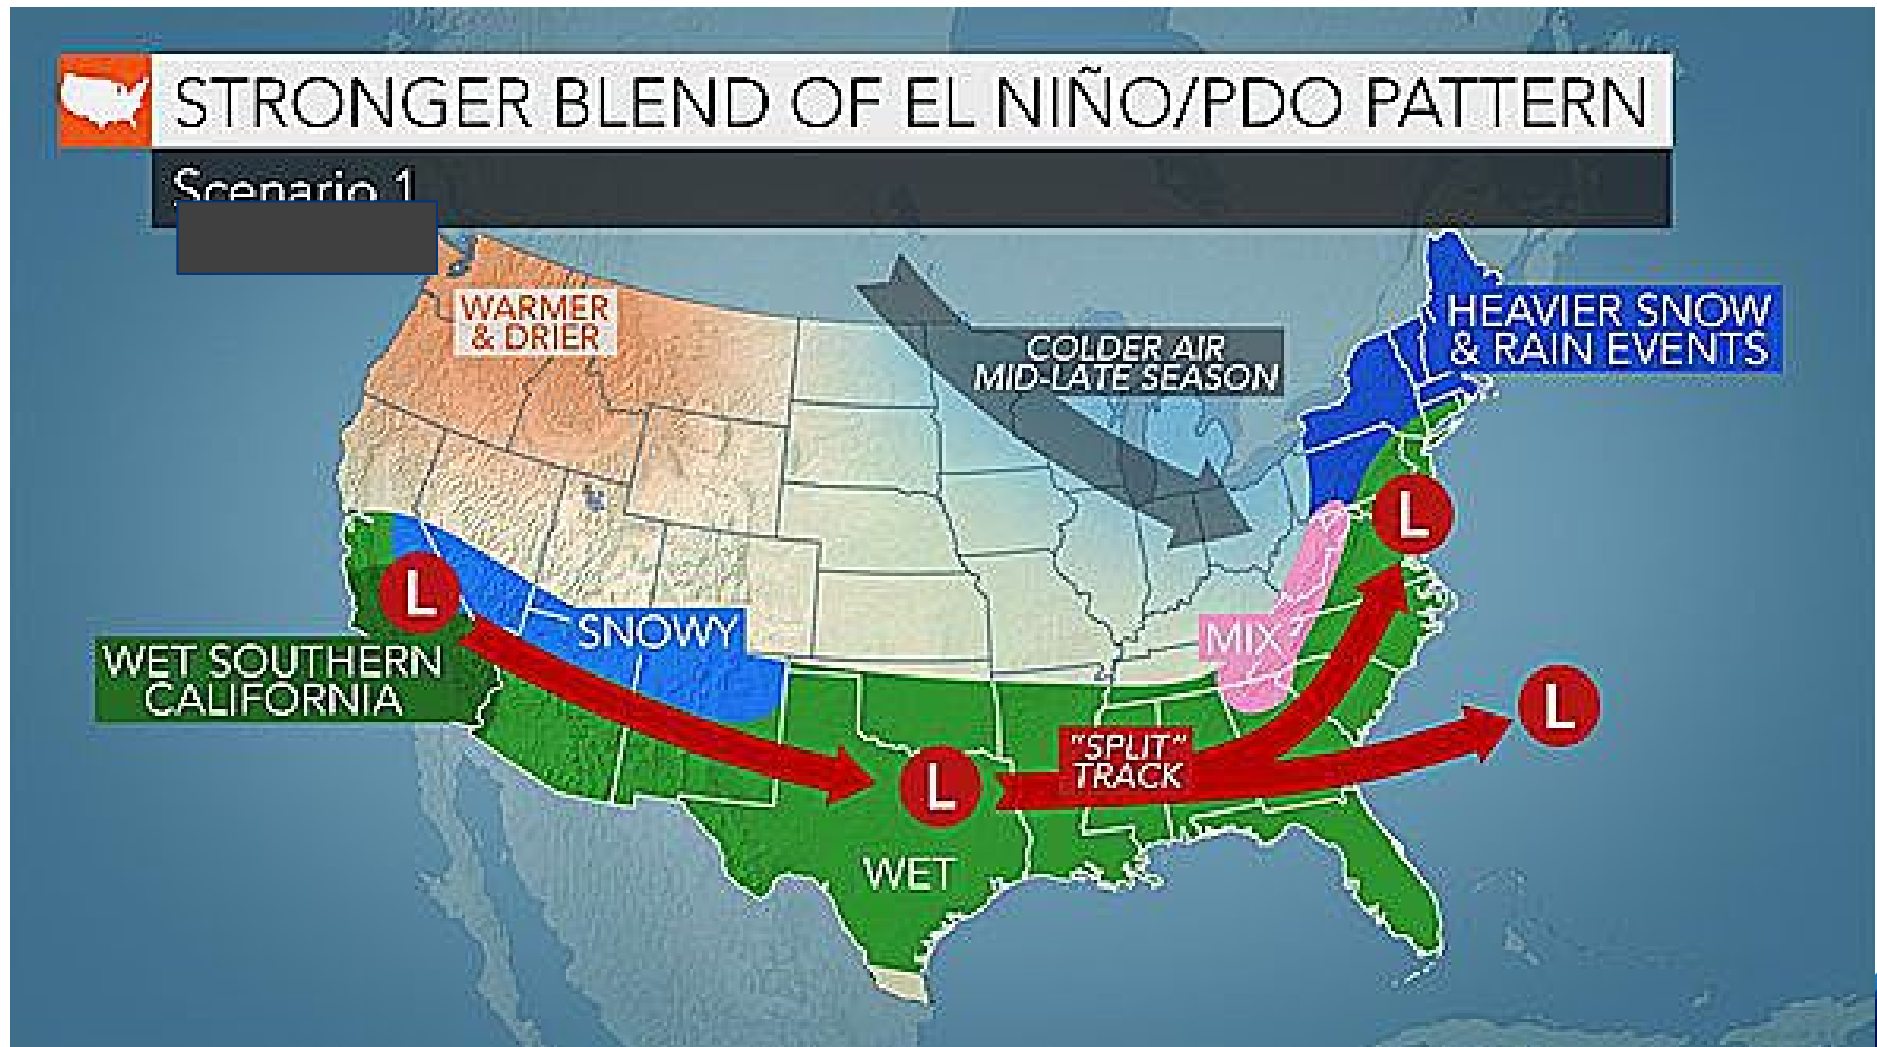 STRONGER BLEND OF EL NIÑO/PDO PATTERN
Scenario 1
WARMER
& DRIER
COLDER AIR
MID-LATE SEASON
HEAVIER SNOW
& RAIN EVENTS
L
L
SNOWY
MIX
WET SOUTHERN
CALIFORNIA
L
"SPLIT"
TRACK
L
WET